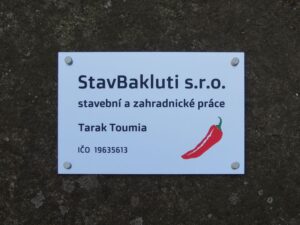 StavBakluti s.r.o.
stavební a zahradnické práce
Tarak Toumia
IČO 19635613